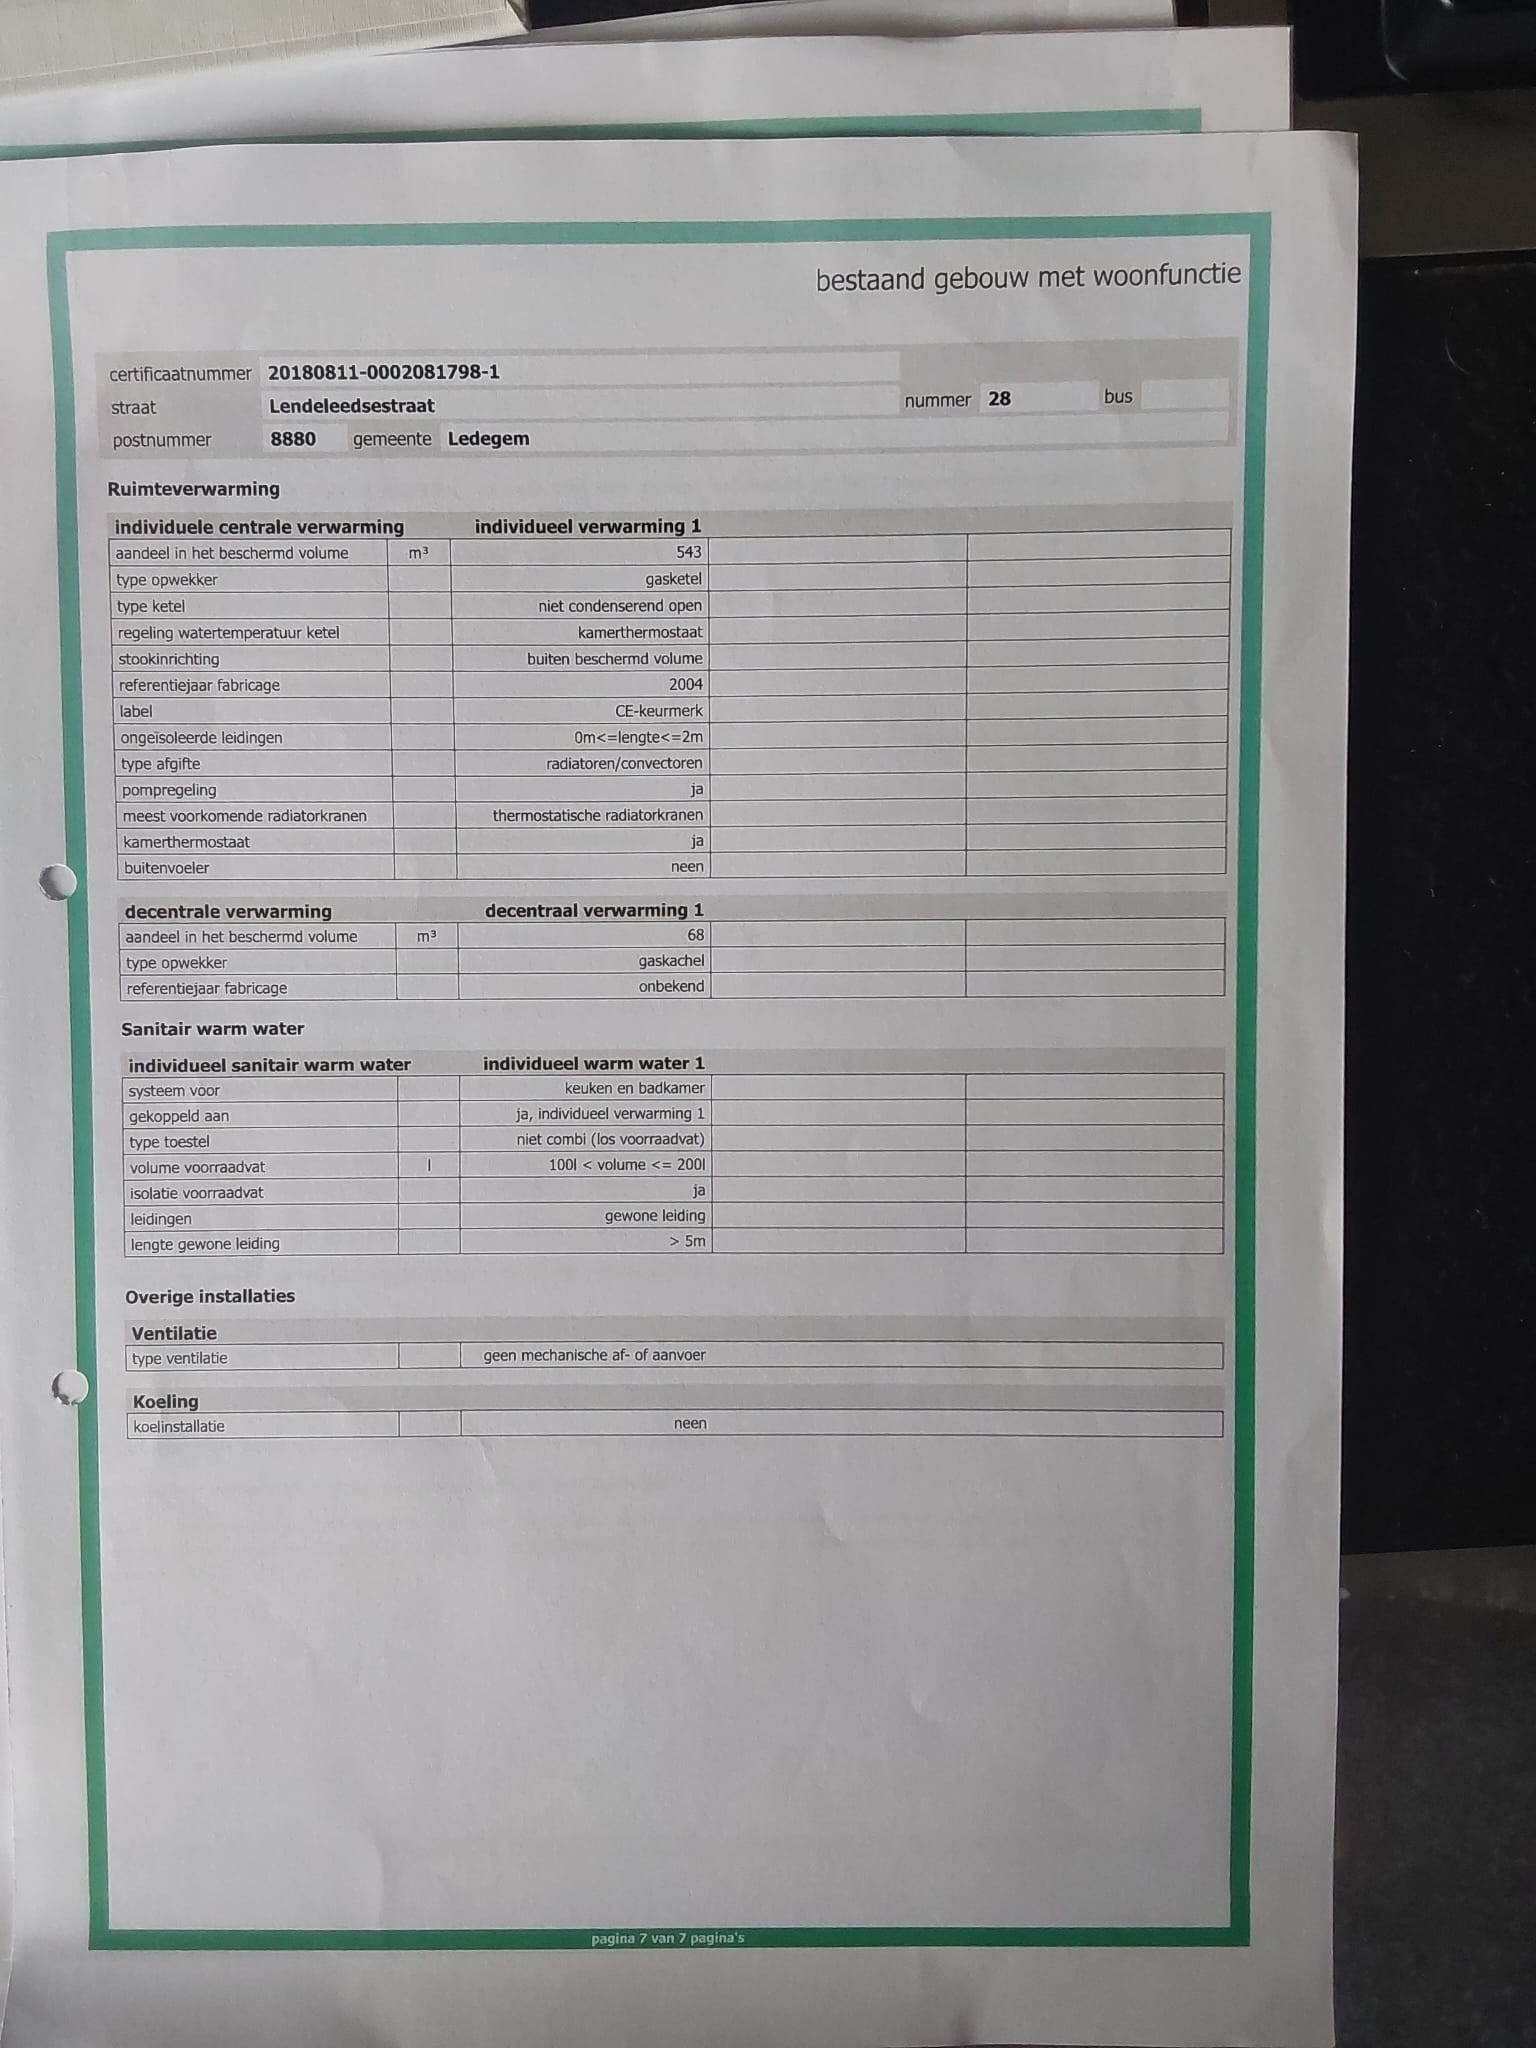 bestaand gebouw met woonfunctie
certificaatnummer 20180811-0002081798-1
straat Lendeleedsestraat nummer 28 bus
postnummer 8880 gemeente Ledegem
Ruimteverwarming
individuele centrale verwarming individueel verwarming 1
aandeel in het beschermd volume m³ 543
type opwekker gasketel
type ketel niet condenserend open
regeling watertemperatuur ketel kamerthermostaat
stookinrichting buiten beschermd volume
referentiejaar fabricage 2004
label CE-keurmerk
ongeïsoleerde leidingen 0m<=lengte<=2m
type afgifte radiatoren/convectoren
pompregeling ja
meest voorkomende radiatorkranen thermostatische radiatorkranen
kamerthermostaat ja
buitenvoeler neen
decentrale verwarming decentraal verwarming 1
aandeel in het beschermd volume m³ 68
type opwekker gaskachel
referentiejaar fabricage onbekend
Sanitair warm water
individueel sanitair warm water individueel warm water 1
systeem voor keuken en badkamer
gekoppeld aan ja, individueel verwarming 1
type toestel niet combi (los voorraadvat)
volume voorraadvat l 100l < volume <= 200l
isolatie voorraadvat ja
leidingen gewone leiding
lengte gewone leiding > 5m
Overige installaties
Ventilatie
type ventilatie geen mechanische af- of aanvoer
Koeling
koelinstallatie neen
pagina 7 van 7 pagina's